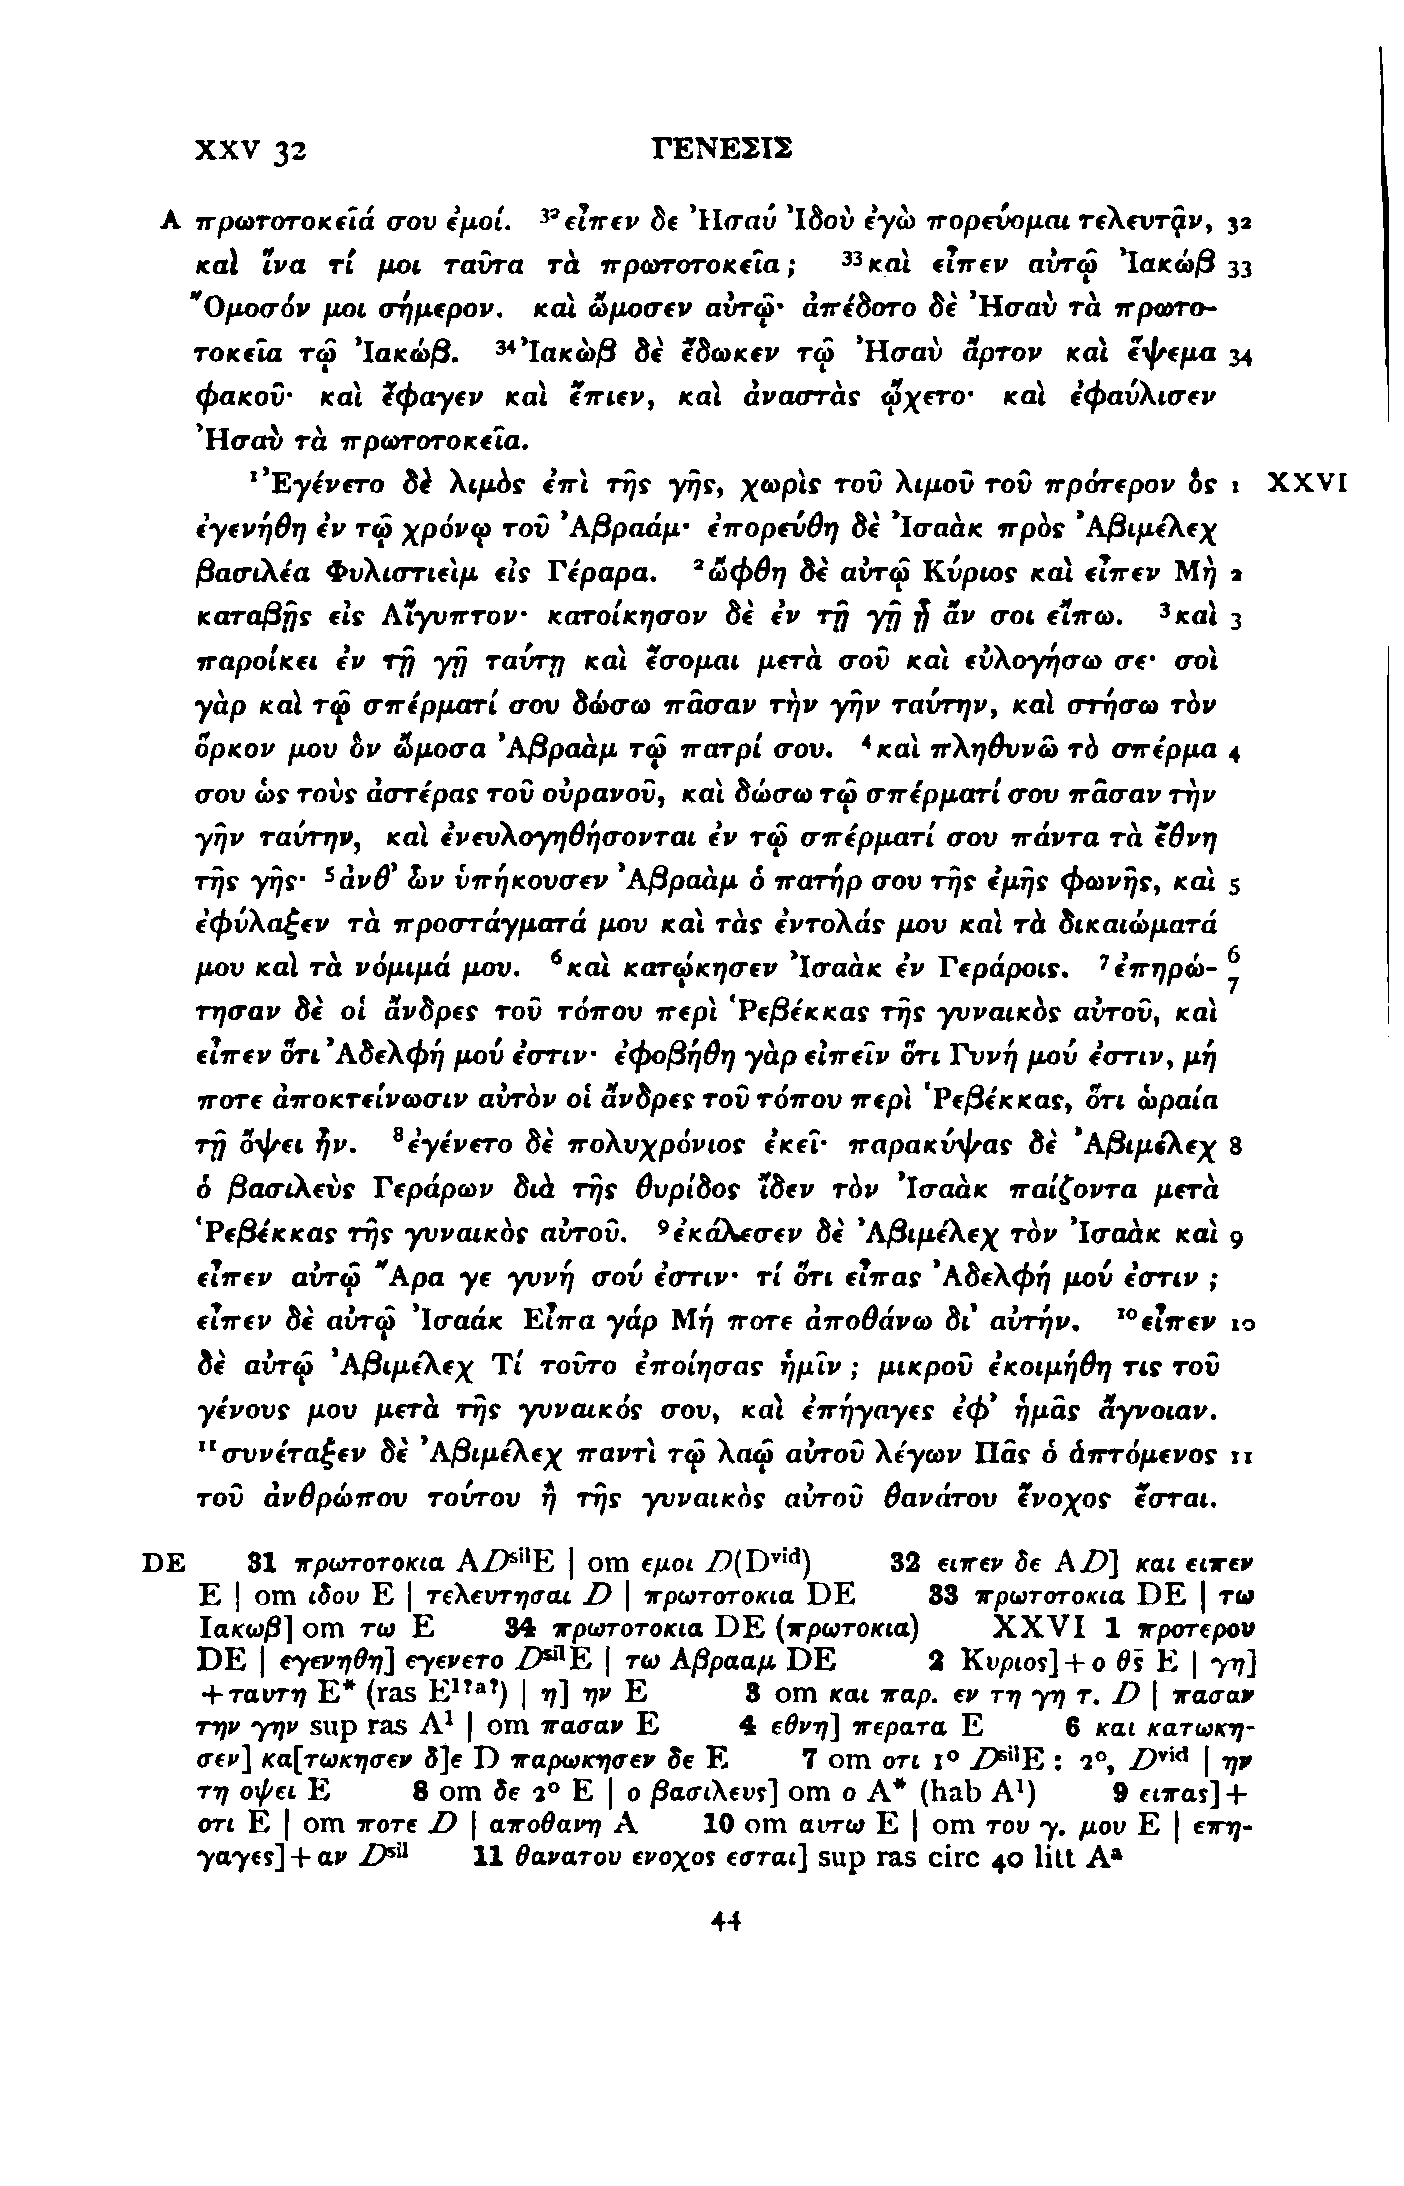 XXV 32 ΓΕΝΕΣΙΣ
A πρωτοτοκεῖά σου ἐμοί. ³²εἶπεν δε Ἠσαύ Ἰδοὺ ἐγὼ πορεύομαι τελευτᾷν, 32
καὶ ἵνα τί μοι ταῦτα τὰ πρωτοτοκεῖα; ³³καὶ εἶπεν αὐτῷ Ἰακώβ 33
Ὄμοσόν μοι σήμερον. καὶ ὤμοσεν αὐτῷ· ἀπέδοτο δὲ Ἠσαὺ τὰ πρωτο-
τοκεῖα τῷ Ἰακώβ. ³⁴Ἰακὼβ δὲ ἔδωκεν τῷ Ἠσαὺ ἄρτον καὶ ἕψεμα 34
φακοῦ· καὶ ἔφαγεν καὶ ἔπιεν, καὶ ἀναστὰς ᾤχετο· καὶ ἐφαύλισεν
Ἠσαὺ τὰ πρωτοτοκεῖα.
¹Ἐγένετο δὲ λιμὸς ἐπὶ τῆς γῆς, χωρὶς τοῦ λιμοῦ τοῦ πρότερον ὃς 1 XXVI
ἐγενήθη ἐν τῷ χρόνῳ τοῦ Ἀβραάμ· ἐπορεύθη δὲ Ἰσαὰκ πρὸς Ἀβιμέλεχ
βασιλέα Φυλιστιεὶμ εἰς Γέραρα. ²ὤφθη δὲ αὐτῷ Κύριος καὶ εἶπεν Μὴ 2
καταβῇς εἰς Αἴγυπτον· κατοίκησον δὲ ἐν τῇ γῇ ᾗ ἄν σοι εἴπω. ³καὶ 3
παροίκει ἐν τῇ γῇ ταύτῃ καὶ ἔσομαι μετὰ σοῦ καὶ εὐλογήσω σε· σοὶ
γὰρ καὶ τῷ σπέρματί σου δώσω πᾶσαν τὴν γῆν ταύτην, καὶ στήσω τὸν
ὅρκον μου ὃν ὤμοσα Ἀβραὰμ τῷ πατρί σου. ⁴καὶ πληθυνῶ τὸ σπέρμα 4
σου ὡς τοὺς ἀστέρας τοῦ οὐρανοῦ, καὶ δώσω τῷ σπέρματί σου πᾶσαν τὴν
γῆν ταύτην, καὶ ἐνευλογηθήσονται ἐν τῷ σπέρματί σου πάντα τὰ ἔθνη
τῆς γῆς· ⁵ἀνθ’ ὧν ὑπήκουσεν Ἀβραὰμ ὁ πατήρ σου τῆς ἐμῆς φωνῆς, καὶ 5
ἐφύλαξεν τὰ προστάγματά μου καὶ τὰς ἐντολάς μου καὶ τὰ δικαιώματά
μου καὶ τὰ νόμιμά μου. ⁶καὶ κατῴκησεν Ἰσαὰκ ἐν Γεράροις. ⁷ἐπηρώ- 6 7
τησαν δὲ οἱ ἄνδρες τοῦ τόπου περὶ Ῥεβέκκας τῆς γυναικὸς αὐτοῦ, καὶ
εἶπεν ὅτι Ἀδελφή μού ἐστιν· ἐφοβήθη γὰρ εἰπεῖν ὅτι Γυνή μού ἐστιν, μή
ποτε ἀποκτείνωσιν αὐτὸν οἱ ἄνδρες τοῦ τόπου περὶ Ῥεβέκκας, ὅτι ὡραία
τῇ ὄψει ἦν. ⁸ἐγένετο δὲ πολυχρόνιος ἐκεῖ· παρακύψας δὲ Ἀβιμέλεχ 8
ὁ βασιλεὺς Γεράρων διὰ τῆς θυρίδος ἴδεν τὸν Ἰσαὰκ παίζοντα μετὰ
Ῥεβέκκας τῆς γυναικὸς αὐτοῦ. ⁹ἐκάλεσεν δὲ Ἀβιμέλεχ τὸν Ἰσαὰκ καὶ 9
εἶπεν αὐτῷ Ἄρα γε γυνή σού ἐστιν· τί ὅτι εἶπας Ἀδελφή μού ἐστιν;
εἶπεν δὲ αὐτῷ Ἰσαάκ Εἶπα γάρ Μή ποτε ἀποθάνω δι’ αὐτήν. ¹⁰εἶπεν 10
δὲ αὐτῷ Ἀβιμέλεχ Τί τοῦτο ἐποίησας ἡμῖν; μικροῦ ἐκοιμήθη τις τοῦ
γένους μου μετὰ τῆς γυναικός σου, καὶ ἐπήγαγες ἐφ’ ἡμᾶς ἄγνοιαν.
¹¹συνέταξεν δὲ Ἀβιμέλεχ παντὶ τῷ λαῷ αὐτοῦ λέγων Πᾶς ὁ ἁπτόμενος 11
τοῦ ἀνθρώπου τούτου ἢ τῆς γυναικὸς αὐτοῦ θανάτου ἔνοχος ἔσται.
DE 31 πρωτοτοκια ADˢⁱˡE | om εμοι D(Dᵛⁱᵈ) 32 ειπεν δε AD] και ειπεν
E | om ιδου E | τελευτησαι D | πρωτοτοκια DE 33 πρωτοτοκια DE | τω
Ιακωβ] om τω E 34 πρωτοτοκια DE (πρωτοκια) XXVI 1 προτερον
DE | εγενηθη] εγενετο DˢⁱˡE | τω Αβρααμ DE 2 Κυριος]+ο θ̅ς̅ E | γη]
+ταυτη E* (ras E¹ˀᵃˀ) | η] ην E 3 om και παρ. εν τη γη τ. D | πασαν
την γην sup ras A¹ | om πασαν E 4 εθνη] περατα E 6 και κατωκη-
σεν] κα[τωκησεν δ]ε D παρωκησεν δε E 7 om οτι 1° DˢⁱˡE : 2°, Dᵛⁱᵈ | ην
τη οψει E 8 om δε 2° E | ο βασιλευς] om ο A* (hab A¹) 9 ειπας]+
οτι E | om ποτε D | αποθανη A 10 om αυτω E | om του γ. μου E | επη-
γαγες]+αν Dˢⁱˡ 11 θανατου ενοχος εσται] sup ras circ 40 litt Aᵃ
44